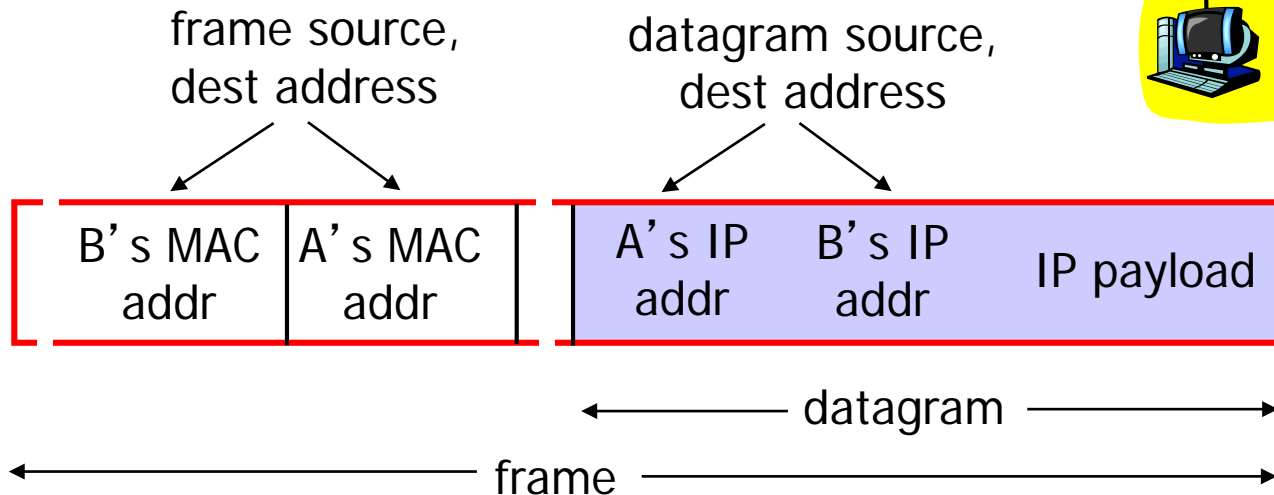 frame source,
dest address
datagram source,
dest address
B’s MAC
addr
A’s MAC
addr
A’s IP
addr
B’s IP
addr
IP payload
datagram
frame